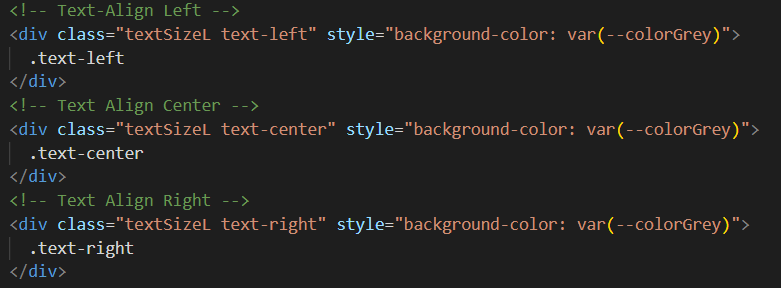 <!-- Text-Align Left -->
<div class="textSizeL text-left" style="background-color: var(--colorGrey)">
.text-left
</div>
<!-- Text Align Center -->
<div class="textSizeL text-center" style="background-color: var(--colorGrey)">
.text-center
</div>
<!-- Text Align Right -->
<div class="textSizeL text-right" style="background-color: var(--colorGrey)">
.text-right
</div>